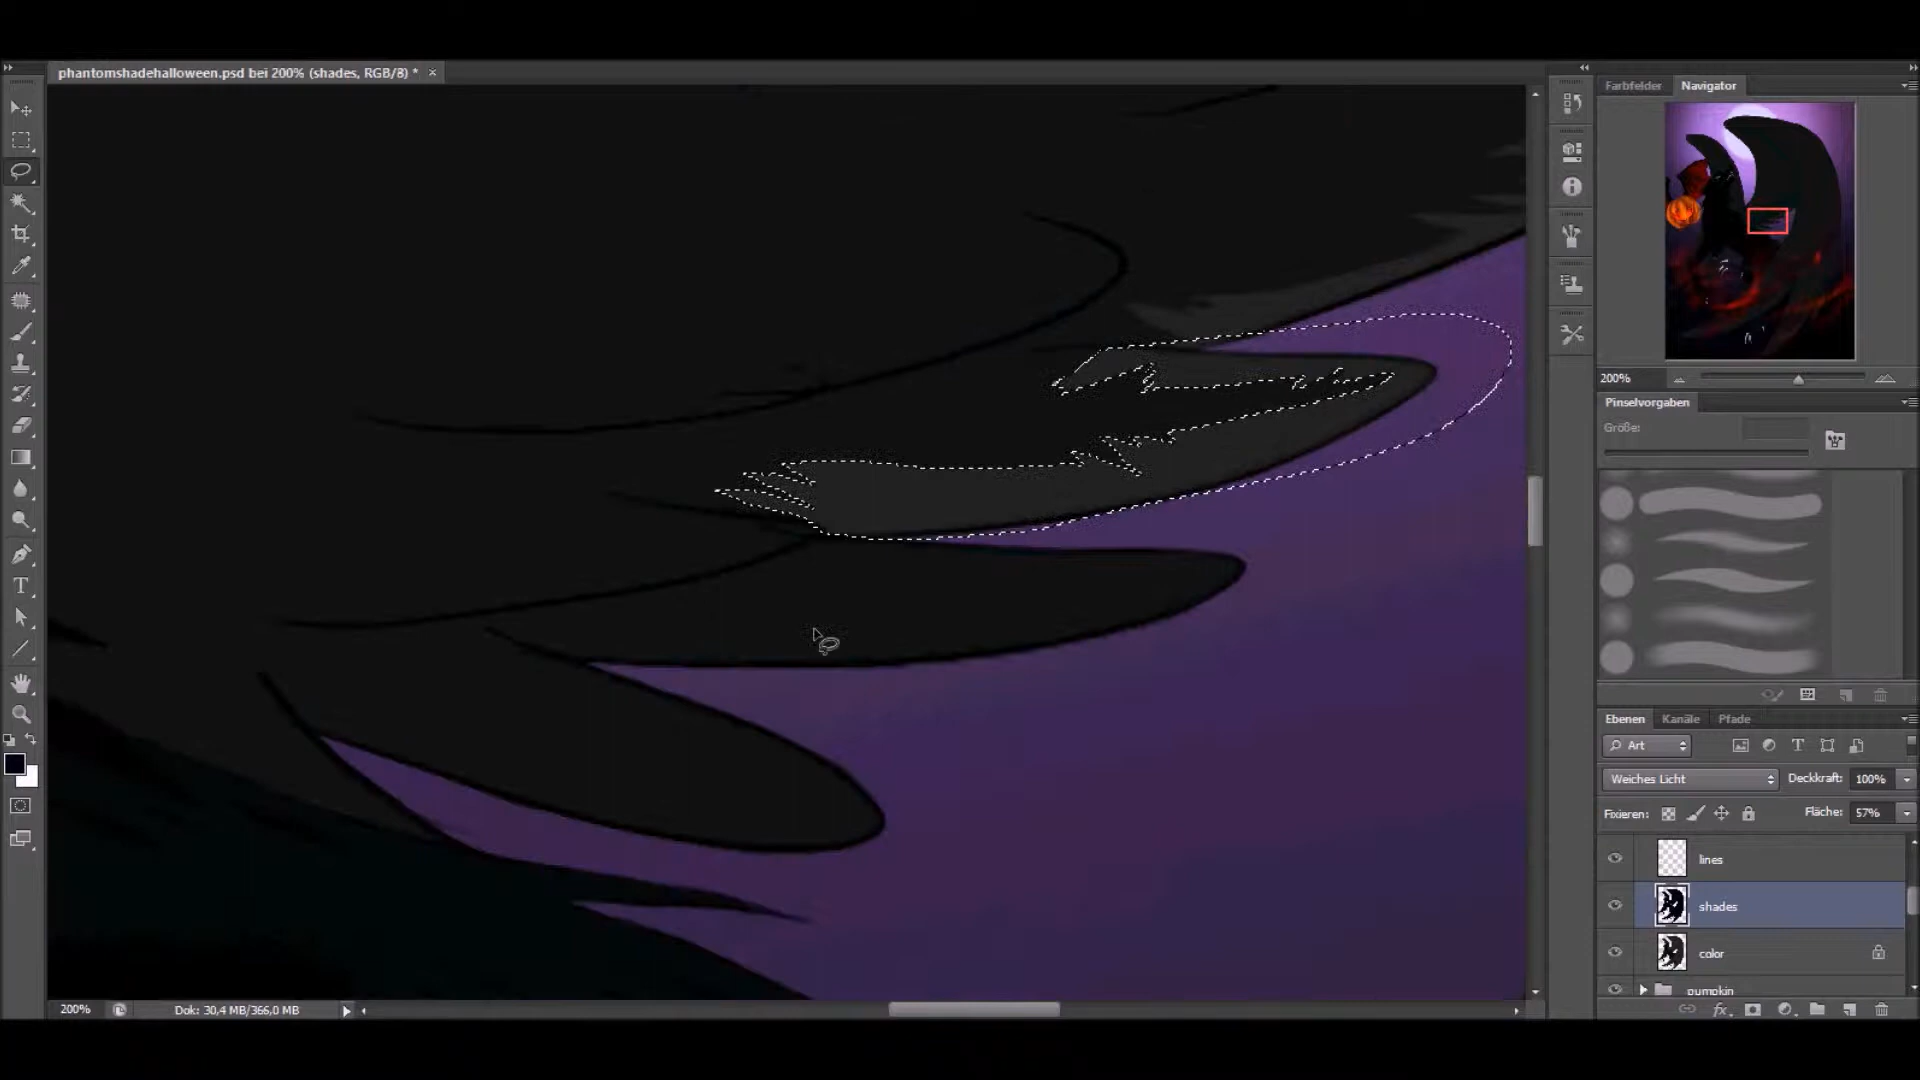 phantomshadehalloween.psd bei 200% (shades, RGB/8) * ×
Farbfelder Navigator
200%
Pinselvorgaben
Größe:
Ebenen Kanäle Pfade
Art
Weiches Licht Deckkraft: 100%
Fixieren: Fläche: 57%
lines
shades
color
pumpkin
200% Dok: 30,4 MB/366,0 MB